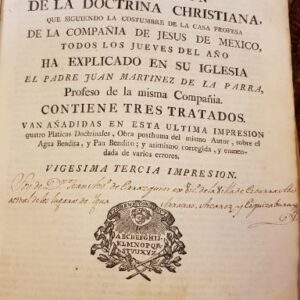 DE LA DOCTRINA CHRISTIANA,
QUE SIGUIENDO LA COSTUMBRE DE LA CASA PROFESA
DE LA COMPAÑIA DE JESUS DE MEXICO,
TODOS LOS JUEVES DEL AÑO
HA EXPLICADO EN SU IGLESIA
EL PADRE JUAN MARTINEZ DE LA PARRA,
Profeso de la misma Compañia.
CONTIENE TRES TRATADOS.
VAN AÑADIDAS EN ESTA ULTIMA IMPRESION
quatro Platicas Doctrinales, Obra posthuma del mismo Autor, sobre el
Agua Bendita, y Pan Bendito; y asimismo corregida, y enmen-
dada de varios errores.
VIGESIMA TERCIA IMPRESION.
ABCDEFGHIJ
KLMNOPQR
STUVXYZ